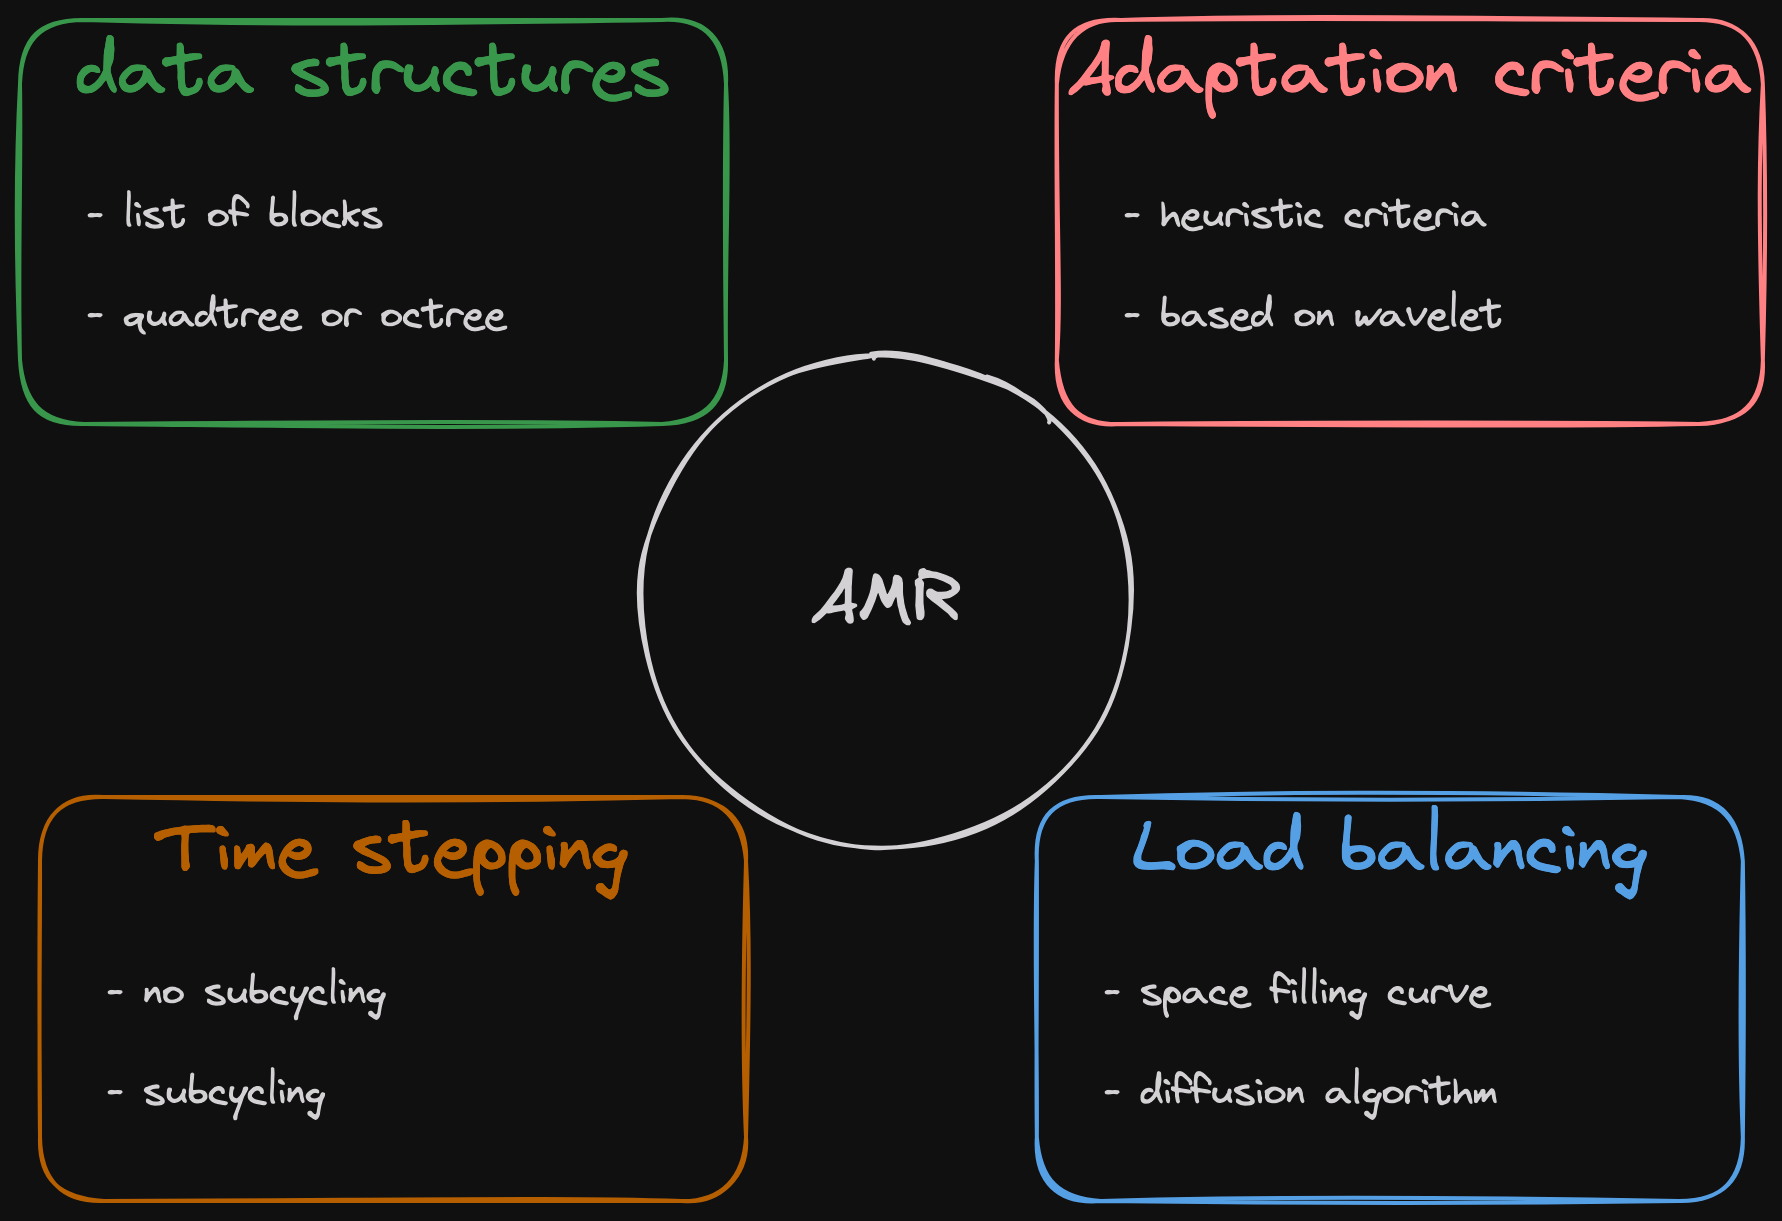 data structures
- list of blocks
- quadtree or octree
Adaptation criteria
- heuristic criteria
- based on wavelet
AMR
Time stepping
- no subcycling
- subcycling
Load balancing
- space filling curve
- diffusion algorithm